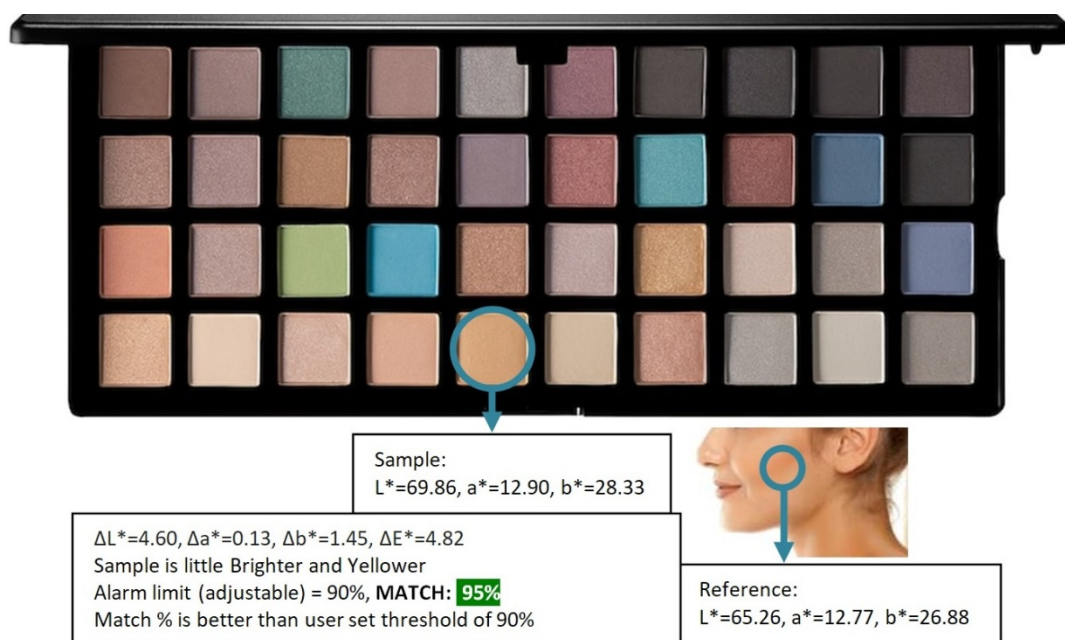 Sample:
L*=69.86, a*=12.90, b*=28.33
ΔL*=4.60, Δa*=0.13, Δb*=1.45, ΔE*=4.82
Sample is little Brighter and Yellower
Alarm limit (adjustable) = 90%, MATCH: 95%
Match % is better than user set threshold of 90%
Reference:
L*=65.26, a*=12.77, b*=26.88